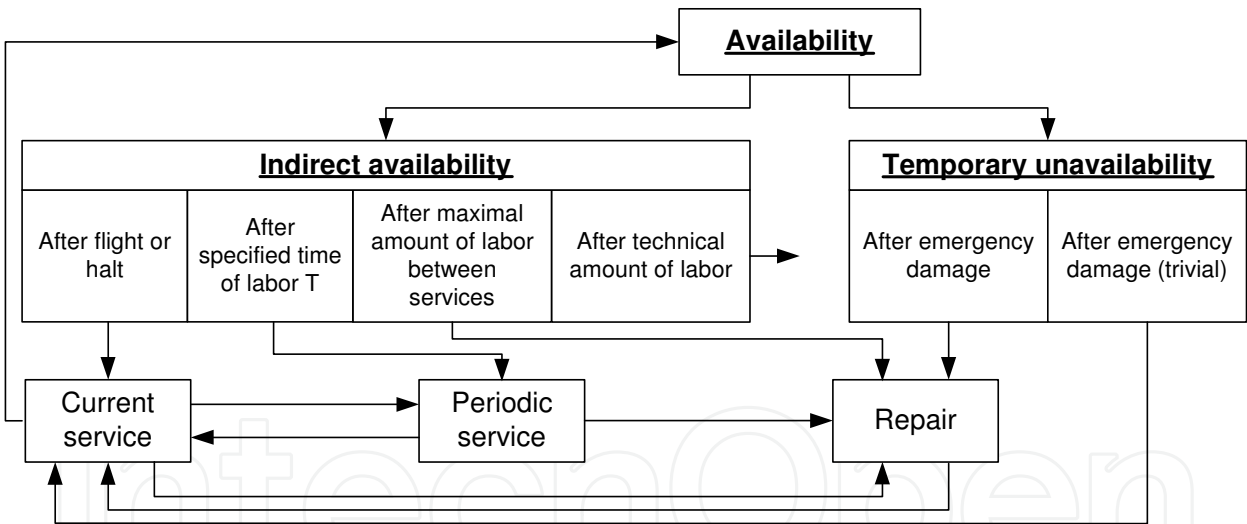 Availability
Indirect availability
Temporary unavailability
After flight or
halt
After
specified time
of labor T
After maximal
amount of labor
between
services
After technical
amount of labor
After emergency
damage
After emergency
damage (trivial)
Current
service
Periodic
service
Repair
IntechOpen